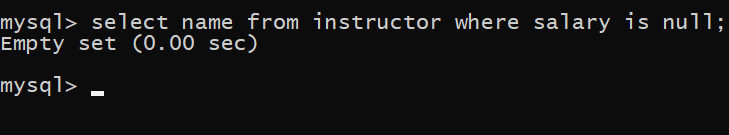 mysql> select name from instructor where salary is null;
Empty set (0.00 sec)
mysql>